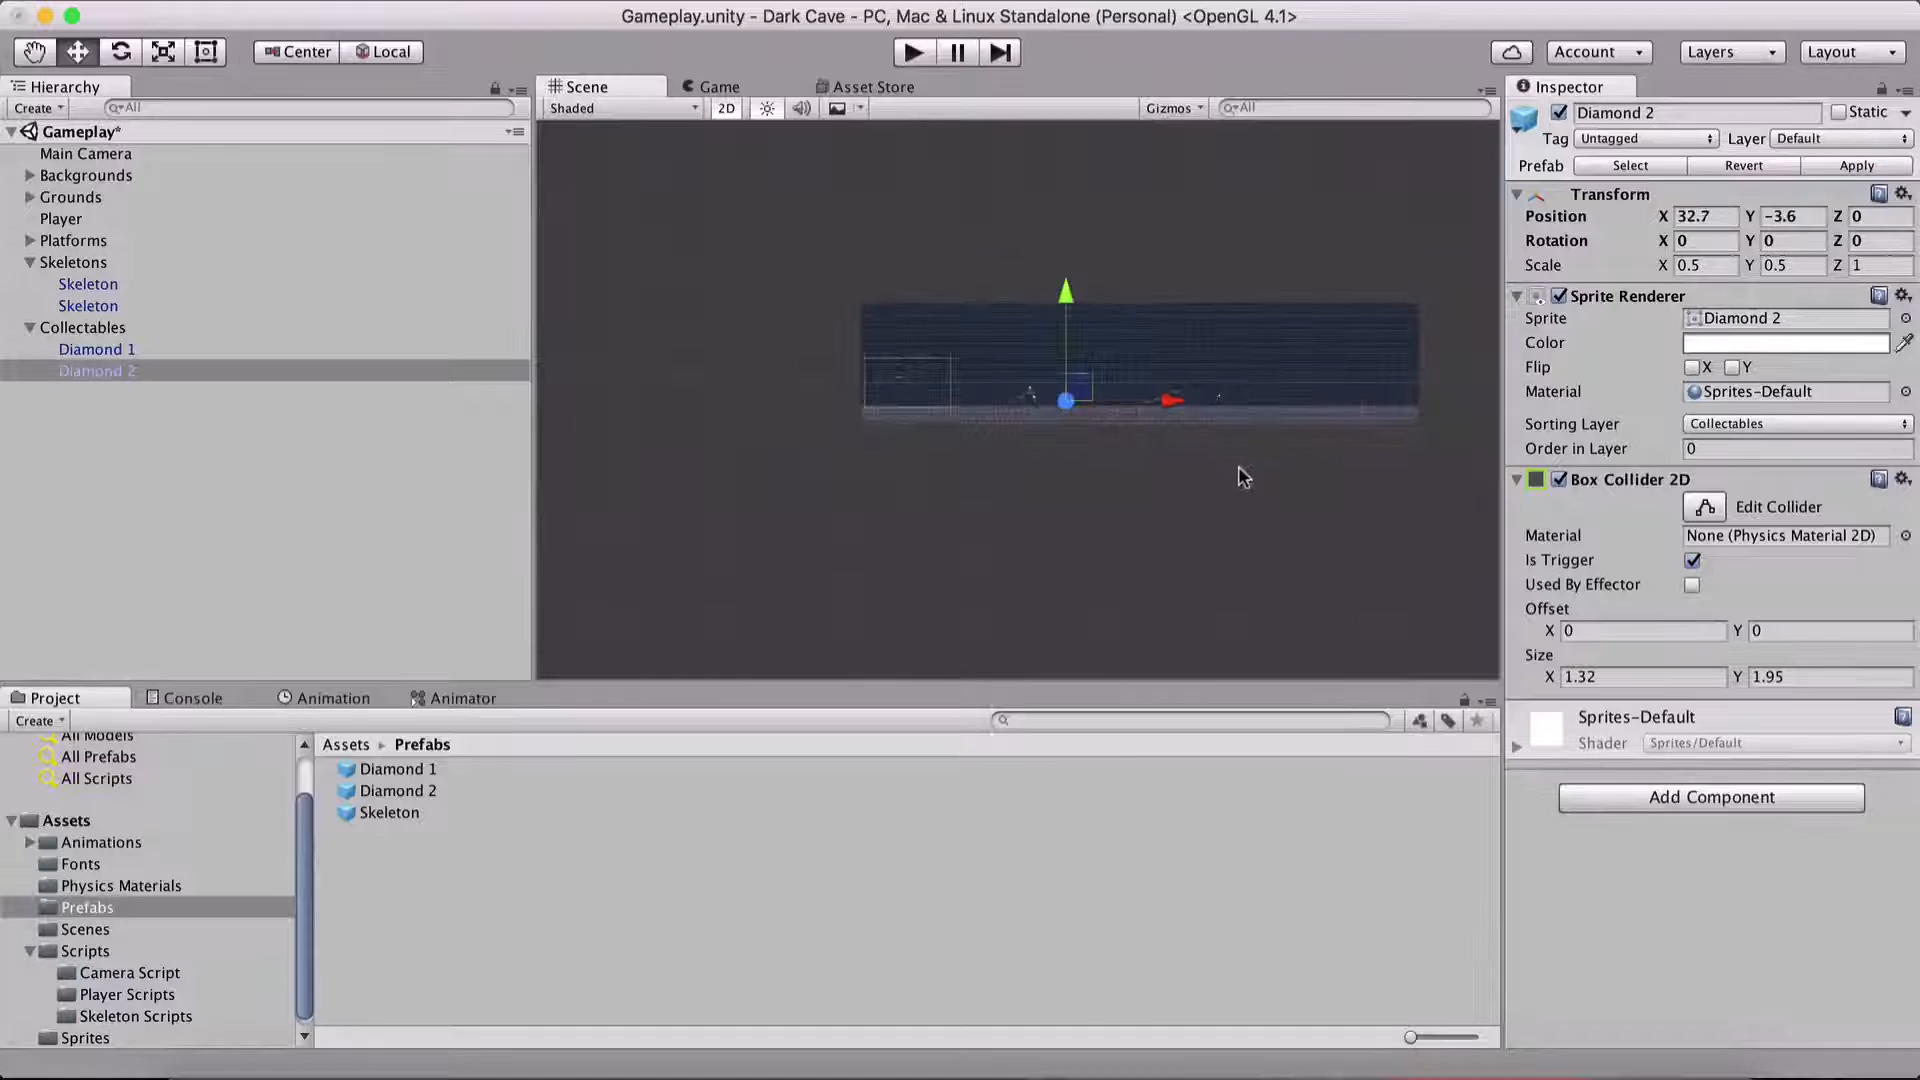 Gameplay.unity - Dark Cave - PC, Mac & Linux Standalone (Personal) <OpenGL 4.1>
Center Local Account Layers Layout
Hierarchy
Create All
Gameplay*
Main Camera
Backgrounds
Grounds
Player
Platforms
Skeletons
Skeleton
Skeleton
Collectables
Diamond 1
Diamond 2
Scene Game Asset Store
Shaded 2D Gizmos All
Inspector
Diamond 2 Static
Tag Untagged Layer Default
Prefab Select Revert Apply
Transform
Position X 32.7 Y -3.6 Z 0
Rotation X 0 Y 0 Z 0
Scale X 0.5 Y 0.5 Z 1
Sprite Renderer
Sprite Diamond 2
Color
Flip X Y
Material Sprites-Default
Sorting Layer Collectables
Order in Layer 0
Box Collider 2D
Edit Collider
Material None (Physics Material 2D)
Is Trigger
Used By Effector
Offset
X 0 Y 0
Size
X 1.32 Y 1.95
Sprites-Default
Shader Sprites/Default
Add Component
Project Console Animation Animator
Create
All Models
All Prefabs
All Scripts
Assets
Animations
Fonts
Physics Materials
Prefabs
Scenes
Scripts
Camera Script
Player Scripts
Skeleton Scripts
Sprites
Assets ▸ Prefabs
Diamond 1
Diamond 2
Skeleton